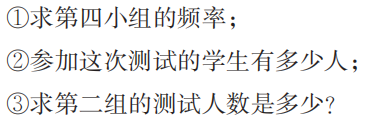 ①求第四小组的频率；
②参加这次测试的学生有多少人；
③求第二组的测试人数是多少？